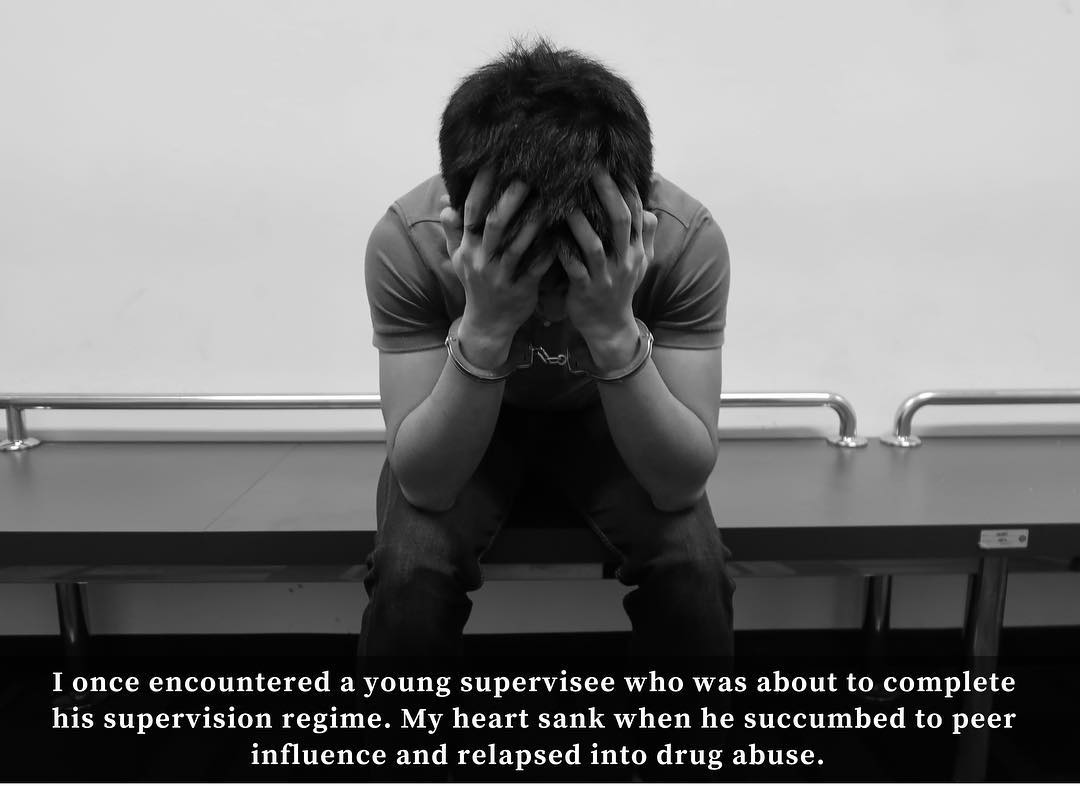 I once encountered a young supervisee who was about to complete
his supervision regime. My heart sank when he succumbed to peer
influence and relapsed into drug abuse.